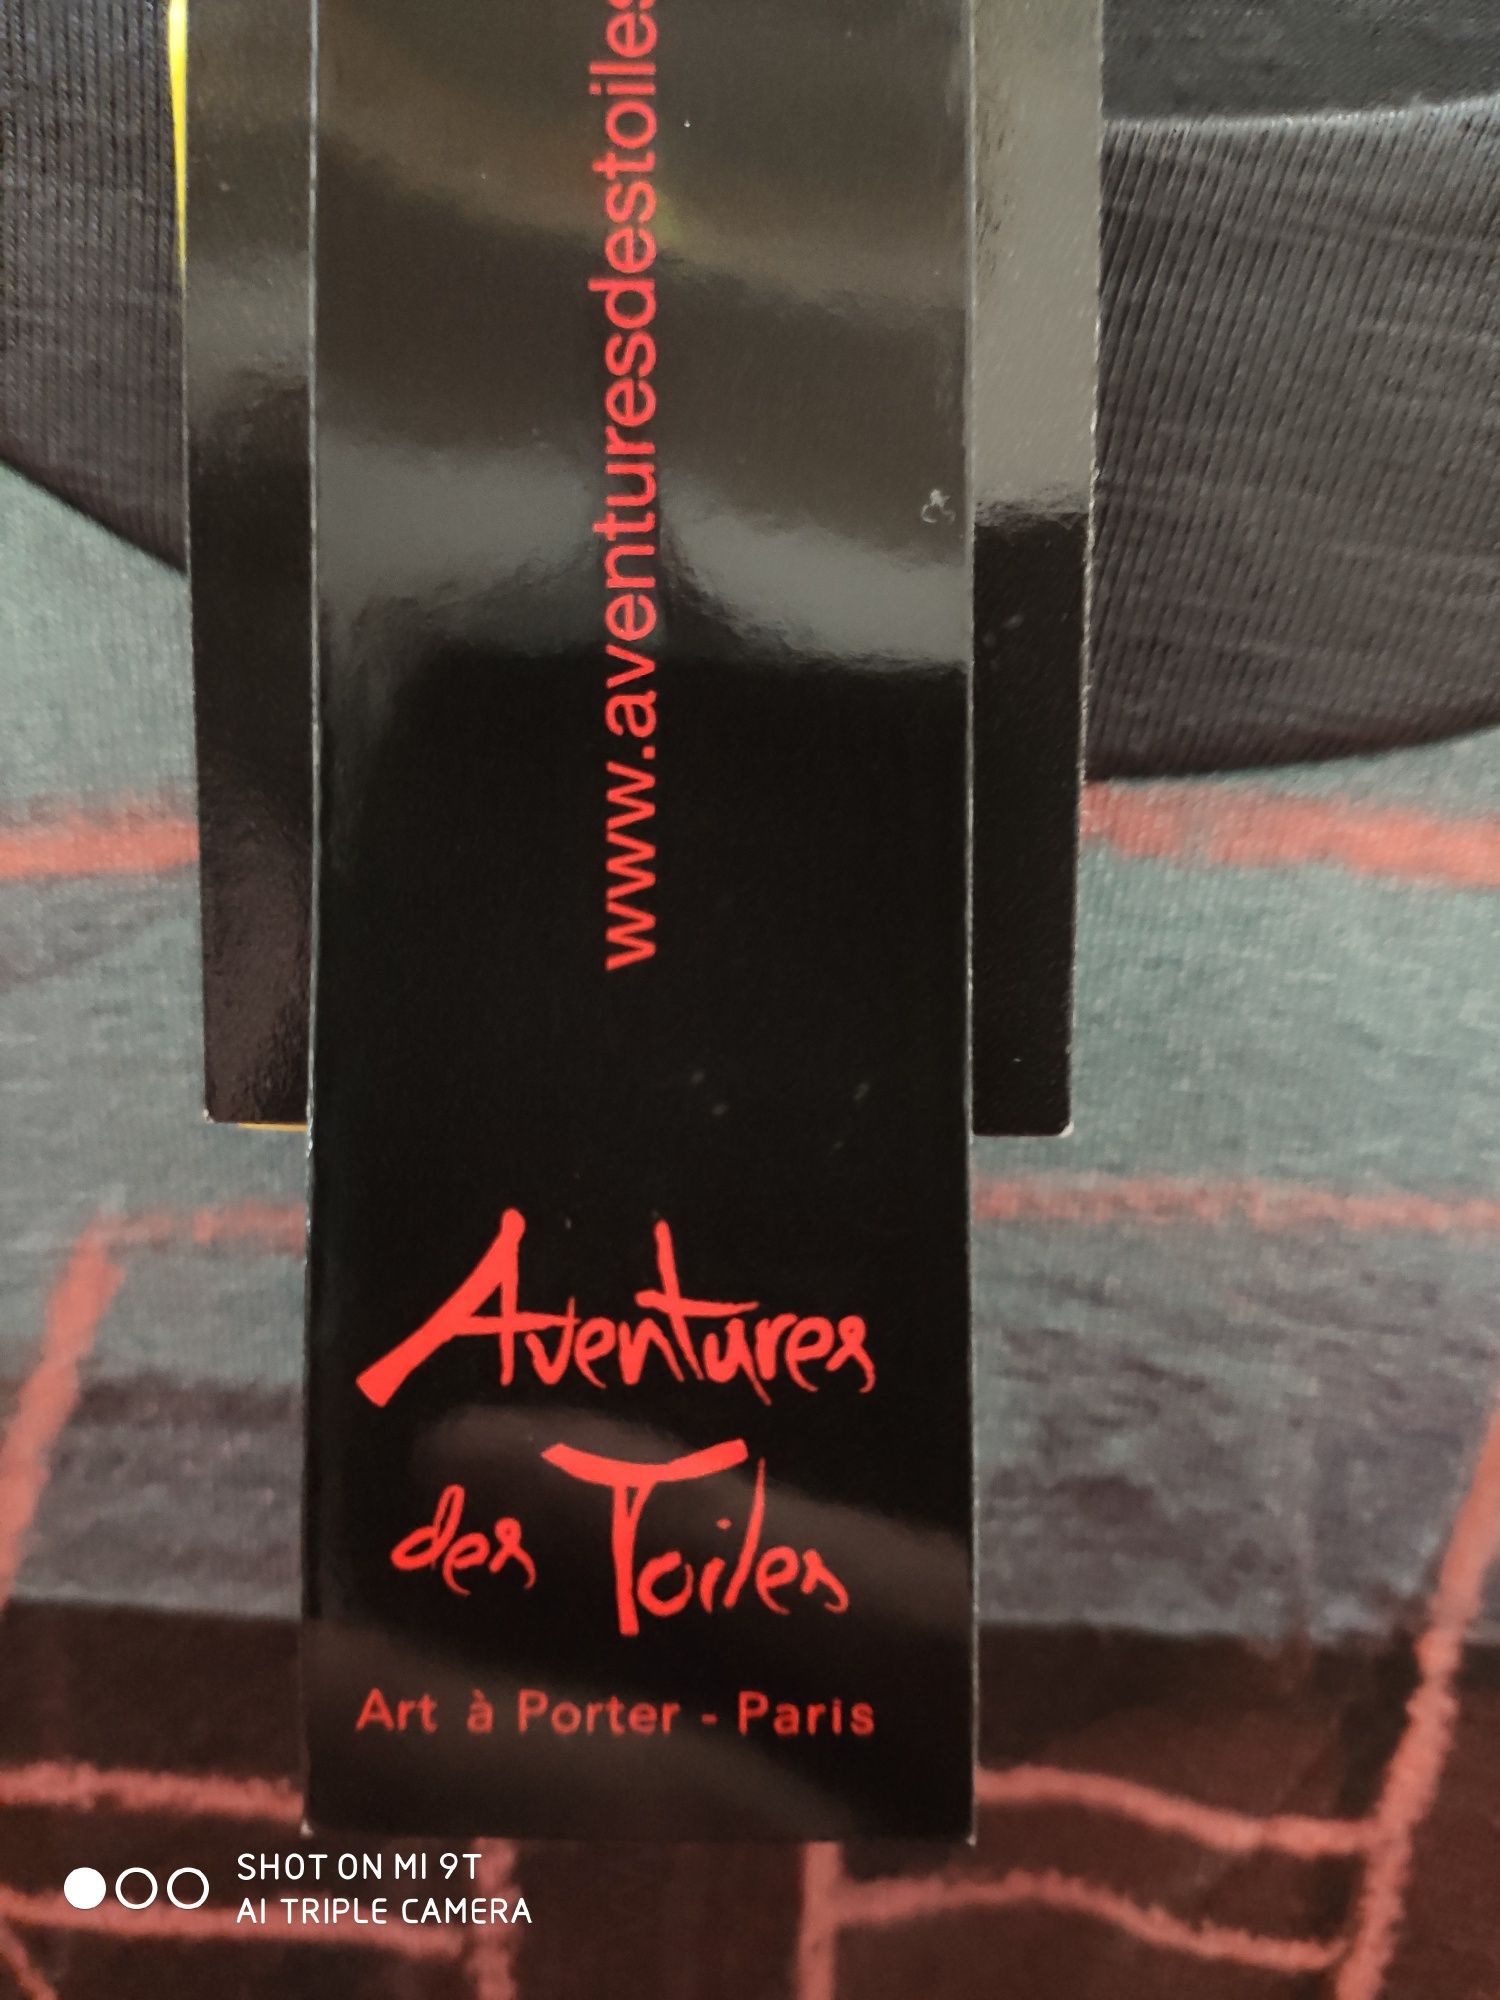 www.aventuresdestoiles
Aventures
des Toiles
Art à Porter - Paris
SHOT ON MI 9T
AI TRIPLE CAMERA